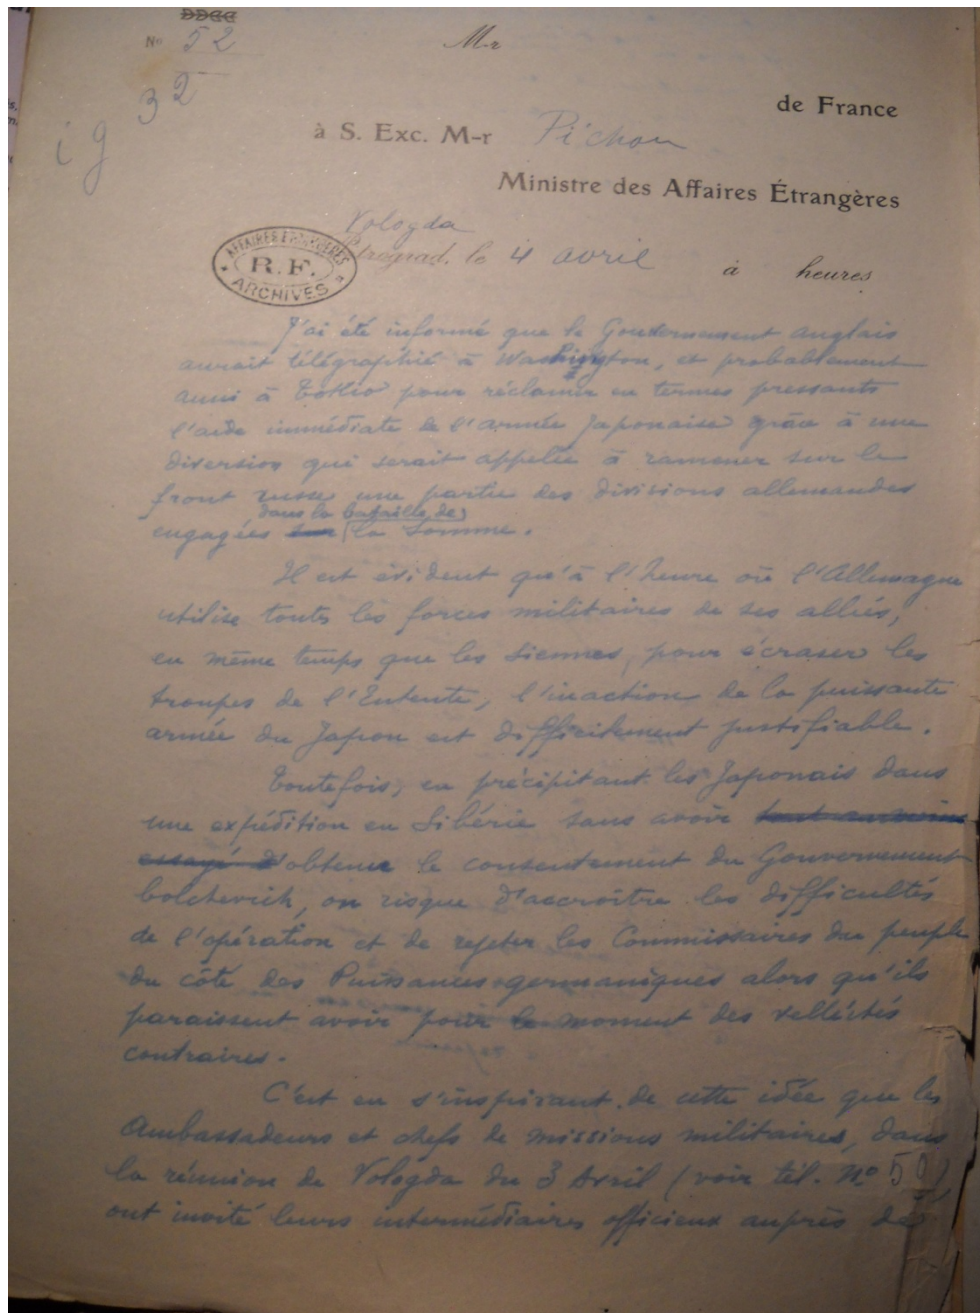 No 52
M-r
32
ig
de France
à S. Exc. M-r Pichon
Ministre des Affaires Étrangères
Vologda
Petrograd, le 4 avril à heures
AFFAIRES ETRANGERES
R. F.
ARCHIVES
J'ai été informé que le Gouvernement anglais
aurait télégraphié à Washington, et probablement
aussi à Tokio pour réclamer en termes pressants
l'aide immédiate de l'armée Japonaise grâce à une
diversion qui serait appelée à ramener sur le
front russe une partie des divisions allemandes
dans la bataille de
engagées sur la Somme.
Il est évident qu'à l'heure où l'Allemagne
utilise toutes les forces militaires de ses alliés,
en même temps que les siennes, pour écraser les
troupes de l'Entente, l'inaction de la puissante
armée du Japon est difficilement justifiable.
Toutefois, en précipitant les Japonais dans
une expédition en Sibérie sans avoir tout au moins
essayé d'obtenu le consentement du Gouvernement
bolchevick, on risque d'accroître les difficultés
de l'opération et de rejeter les Commissaires du peuple
du côté des Puissances germaniques alors qu'ils
paraissent avoir pour le moment des velléités
contraires.
C'est en s'inspirant de cette idée que les
Ambassadeurs et chefs de missions militaires, dans
la réunion de Vologda du 3 Avril (voir tél. No 50),
ont invité leurs intermédiaires officieux auprès de